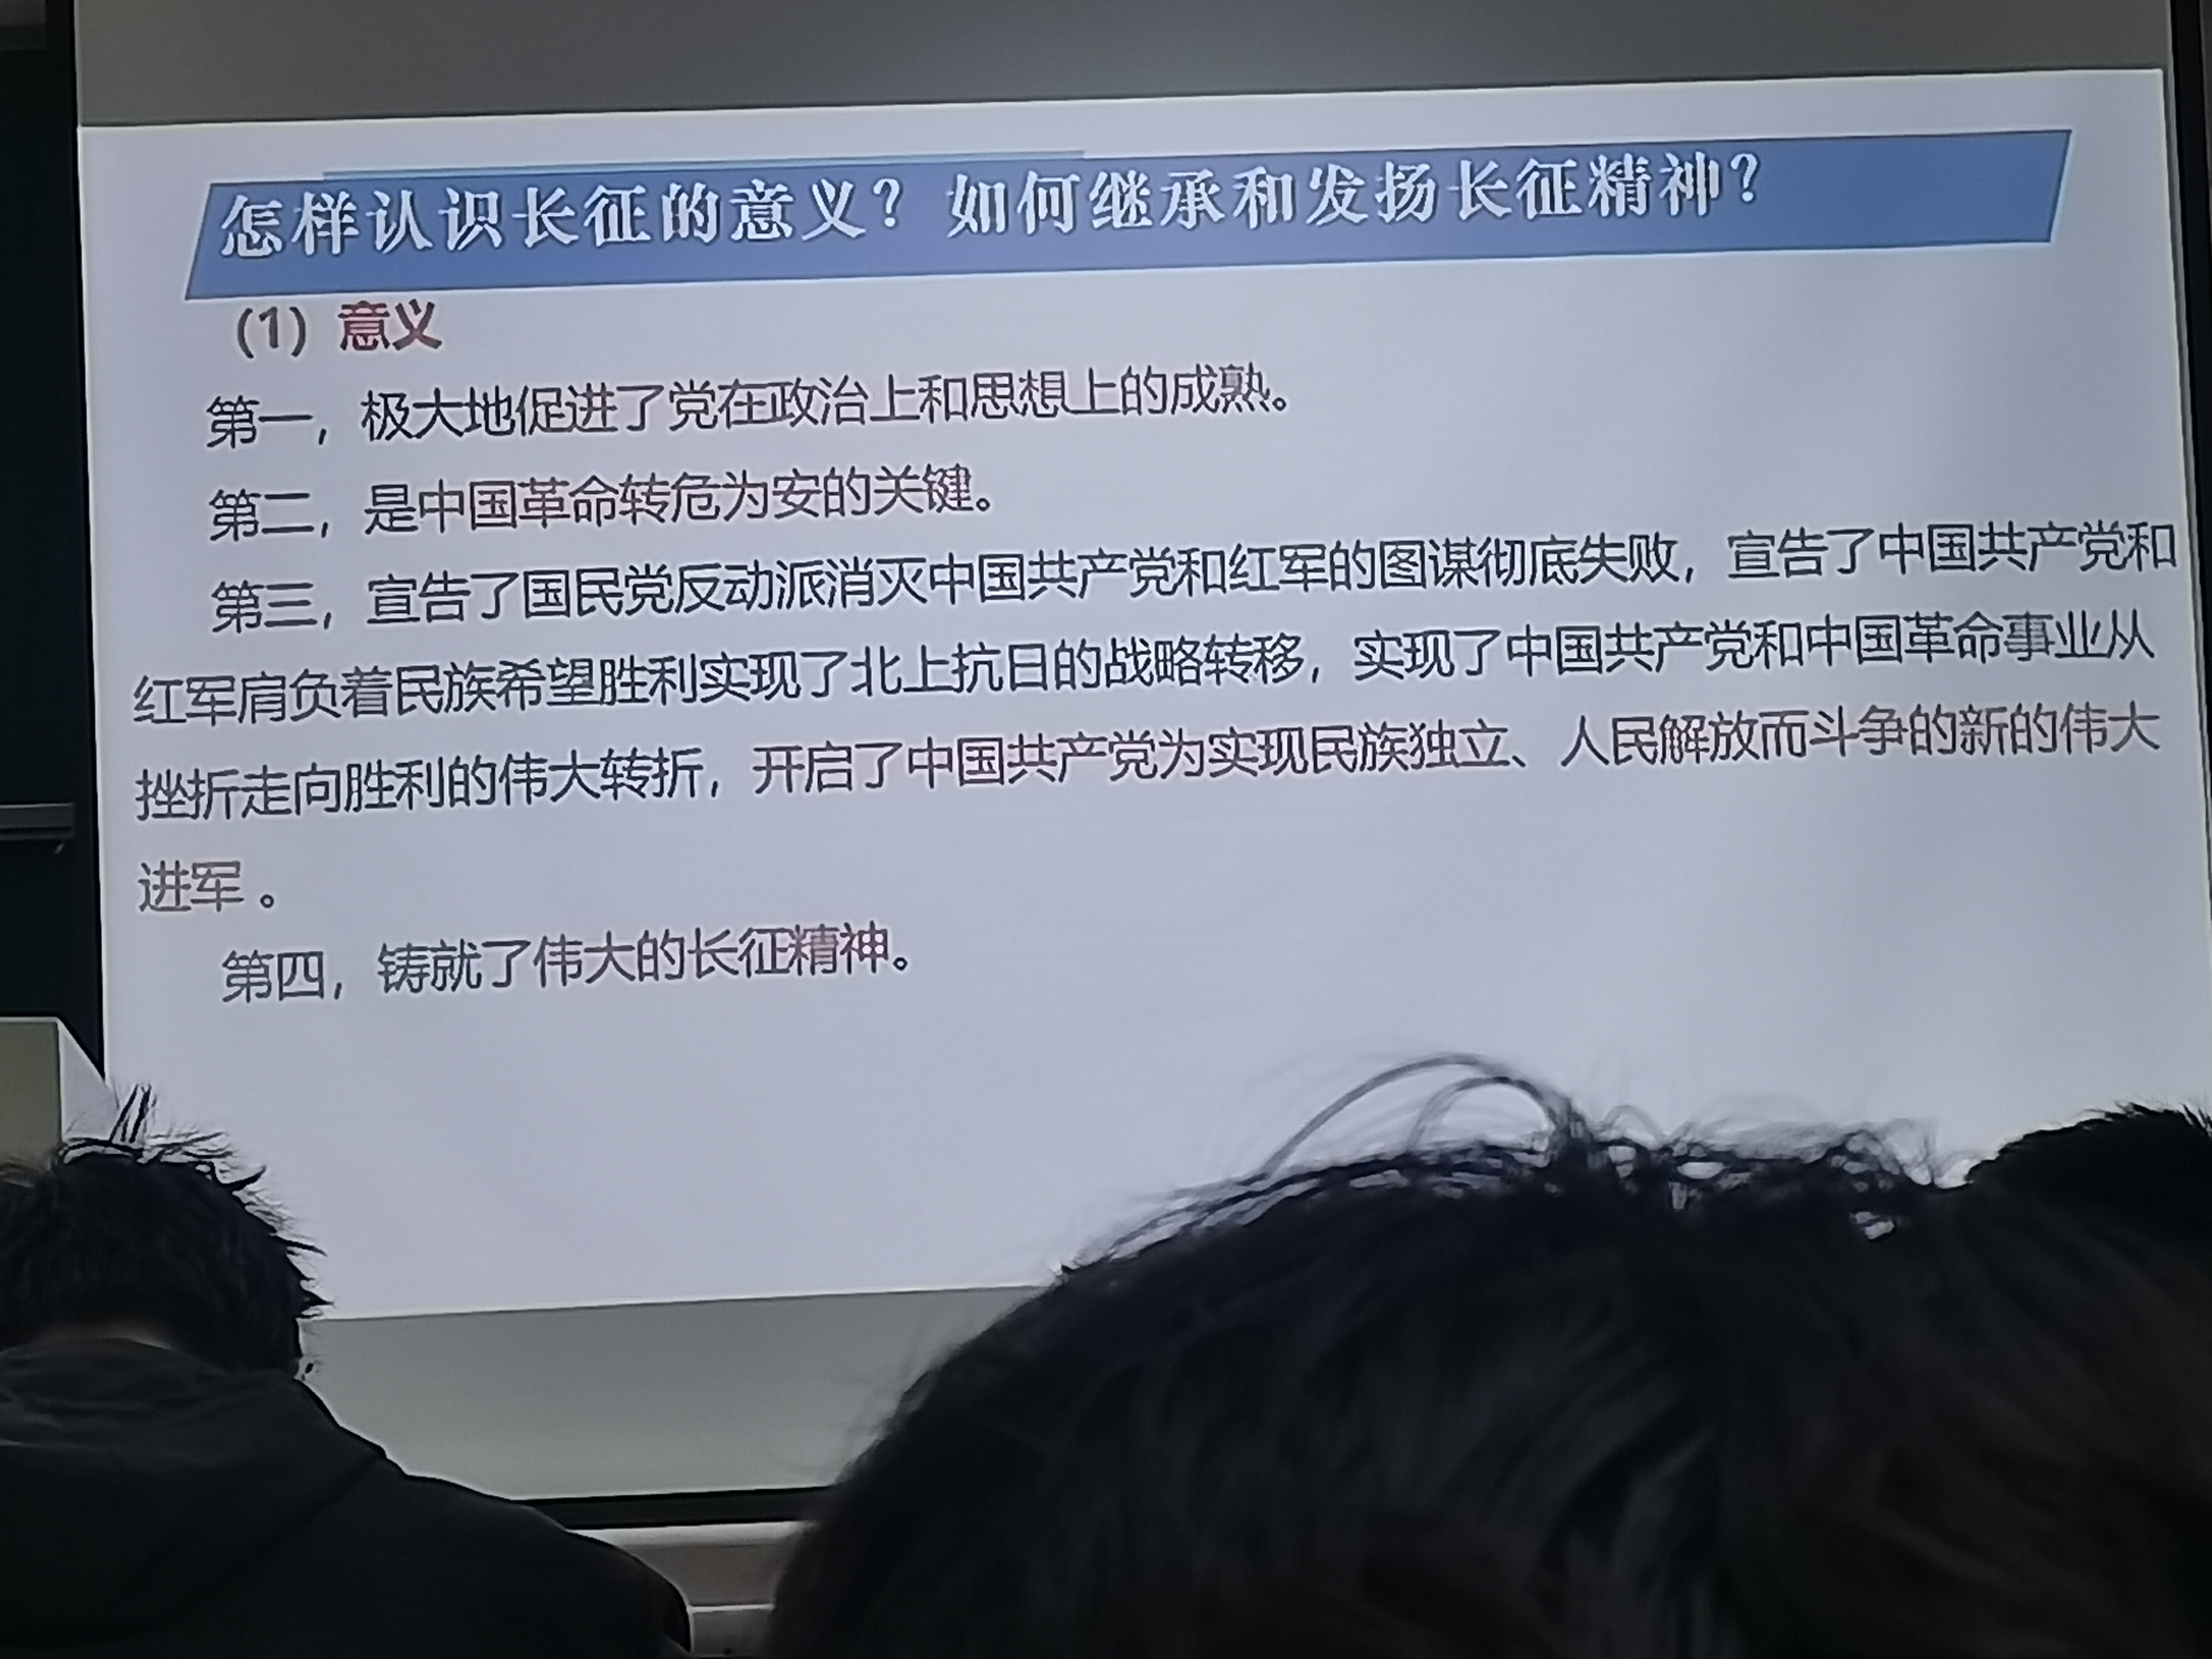 怎样认识长征的意义？如何继承和发扬长征精神？
(1) 意义
第一，极大地促进了党在政治上和思想上的成熟。
第二，是中国革命转危为安的关键。
第三，宣告了国民党反动派消灭中国共产党和红军的图谋彻底失败，宣告了中国共产党和
红军肩负着民族希望胜利实现了北上抗日的战略转移，实现了中国共产党和中国革命事业从
挫折走向胜利的伟大转折，开启了中国共产党为实现民族独立、人民解放而斗争的新的伟大
进军。
第四，铸就了伟大的长征精神。